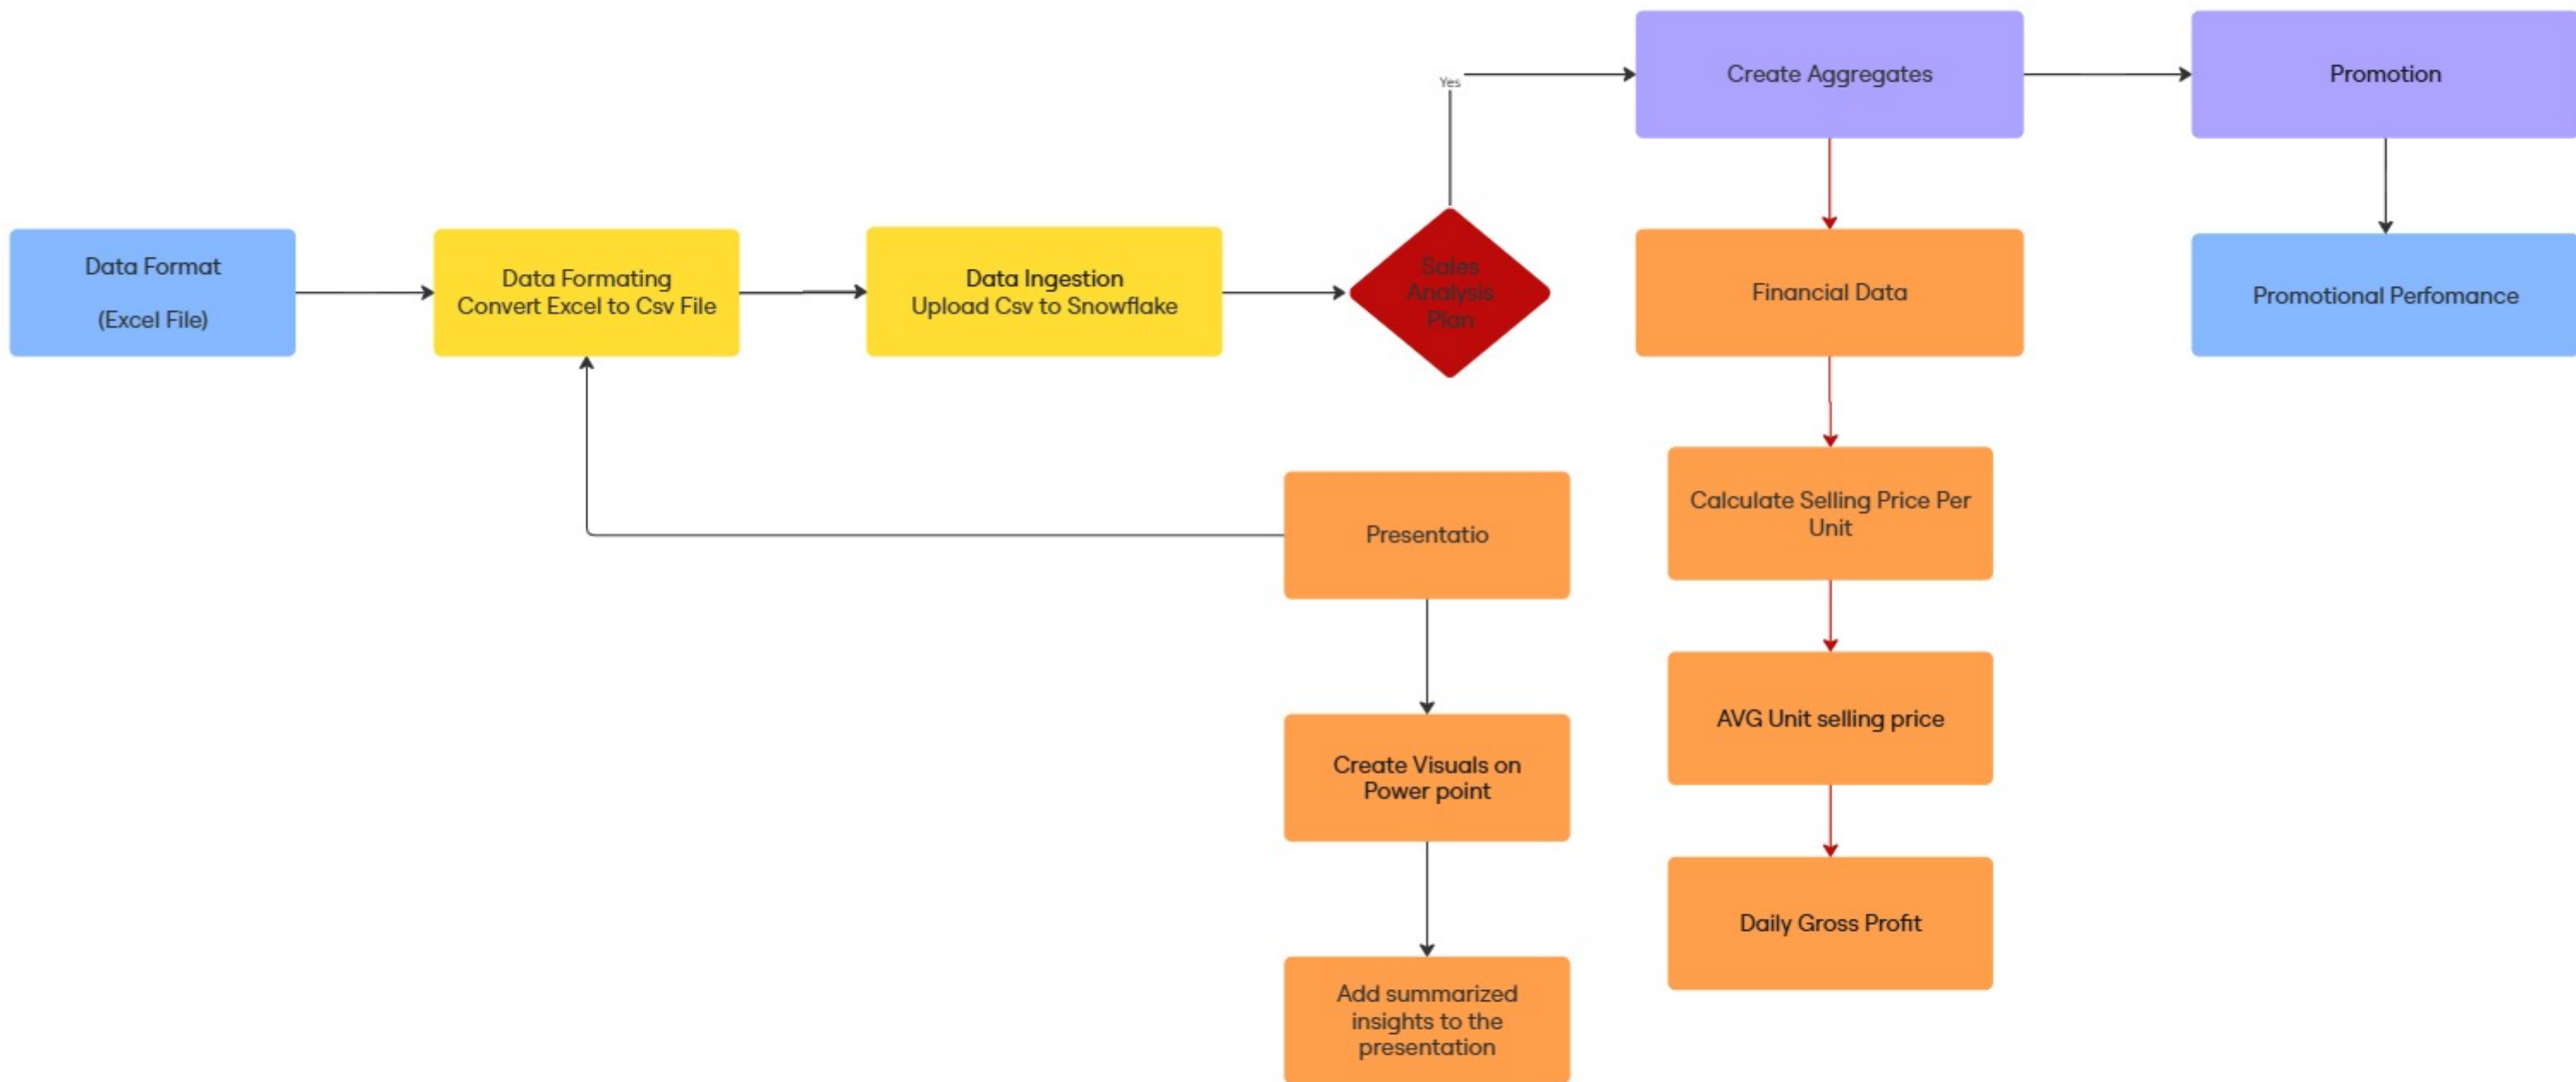 Yes
Create Aggregates
Promotion
Data Format
(Excel File)
Data Formating
Convert Excel to Csv File
Data Ingestion
Upload Csv to Snowflake
Sales
Analysis
Plan
Financial Data
Promotional Perfomance
Presentatio
Calculate Selling Price Per
Unit
Create Visuals on
Power point
AVG Unit selling price
Add summarized
insights to the
presentation
Daily Gross Profit